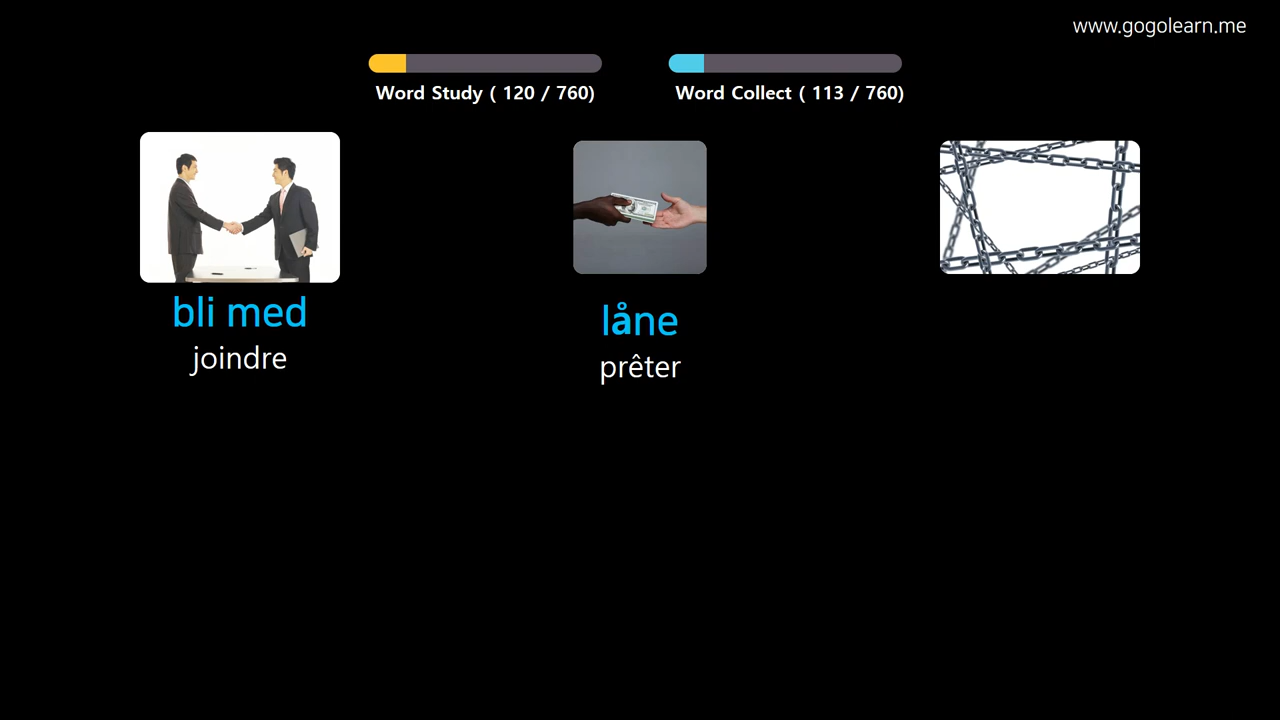 www.gogolearn.me
Word Study ( 120 / 760)
Word Collect ( 113 / 760)
bli med
joindre
låne
prêter